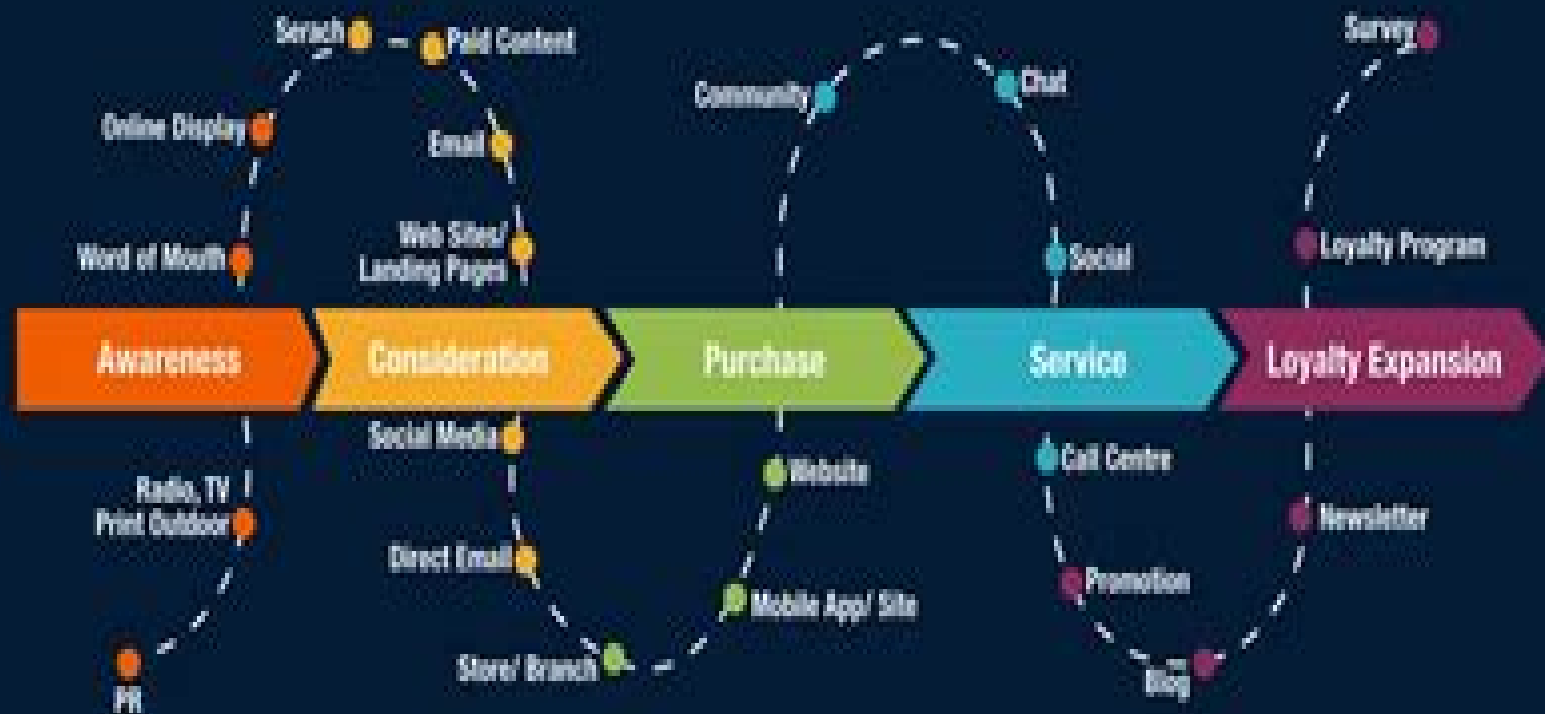 Serach
Paid Content
Survey
Community
Chat
Online Display
Email
Web Sites/
Landing Pages
Word of Mouth
Social
Loyalty Program
Awareness
Consideration
Purchase
Service
Loyalty Expansion
Social Media
Website
Call Centre
Radio, TV
Print Outdoor
Newsletter
Direct Email
Promotion
Mobile App/ Site
Store/ Branch
Blog
PR